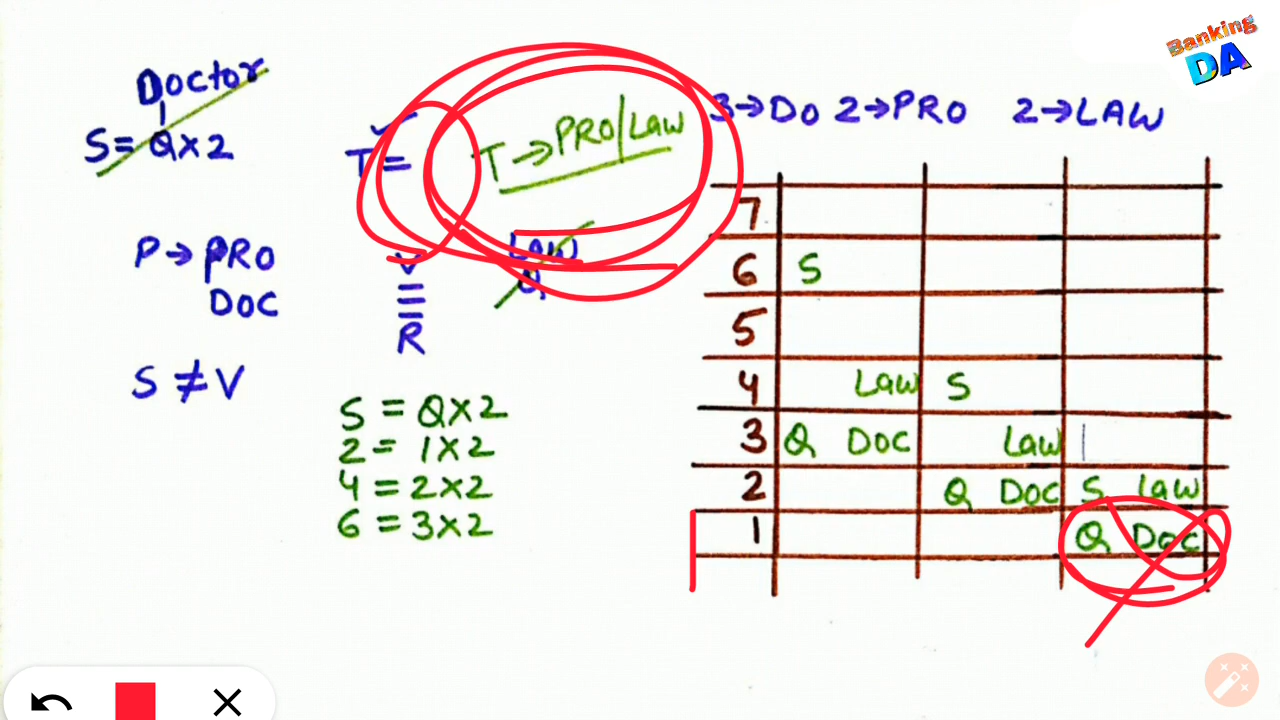 Banking
DA
Doctor
S = Q×2
P → PRO
DOC
S ≠ V
T =
V
=
R
T → PRO/Law
Law
Q
S = Q×2
2 = 1×2
4 = 2×2
6 = 3×2
3→DO 2→PRO 2→LAW
7
6 S
5
4 Law S
3 Q DOC Law
2 Q DOC S Law
1 Q Doc